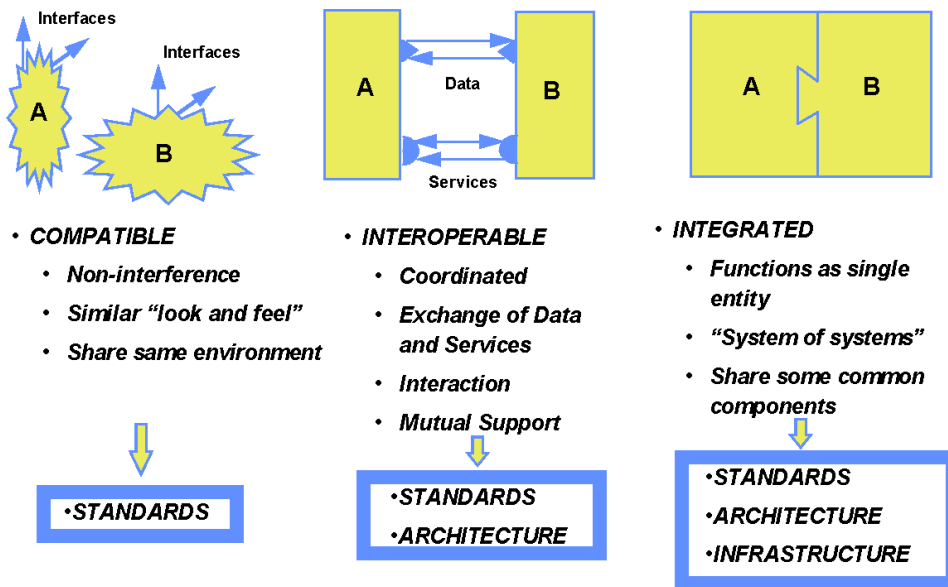 Interfaces
A
Interfaces
B
• COMPATIBLE
• Non-interference
• Similar “look and feel”
• Share same environment
•STANDARDS
A
B
Data
Services
• INTEROPERABLE
• Coordinated
• Exchange of Data
and Services
• Interaction
• Mutual Support
•STANDARDS
•ARCHITECTURE
A
B
• INTEGRATED
• Functions as single
entity
• “System of systems”
• Share some common
components
•STANDARDS
•ARCHITECTURE
•INFRASTRUCTURE